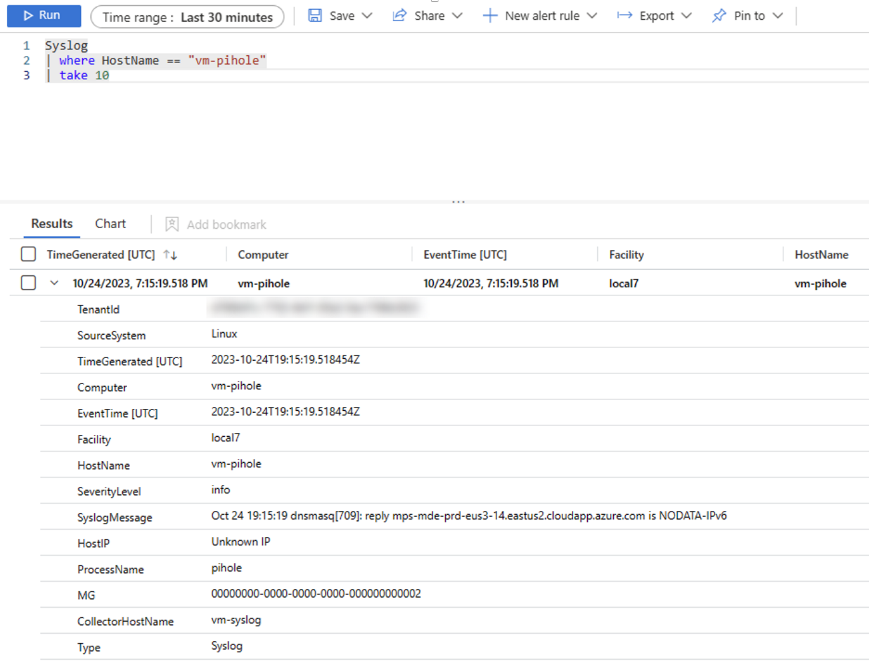 Run Time range : Last 30 minutes Save Share New alert rule Export Pin to
1 Syslog
2 | where HostName == "vm-pihole"
3 | take 10
...
Results Chart Add bookmark
TimeGenerated [UTC] Computer EventTime [UTC] Facility HostName
10/24/2023, 7:15:19.518 PM vm-pihole 10/24/2023, 7:15:19.518 PM local7 vm-pihole
TenantId
SourceSystem Linux
TimeGenerated [UTC] 2023-10-24T19:15:19.518454Z
Computer vm-pihole
EventTime [UTC] 2023-10-24T19:15:19.518454Z
Facility local7
HostName vm-pihole
SeverityLevel info
SyslogMessage Oct 24 19:15:19 dnsmasq[709]: reply mps-mde-prd-eus3-14.eastus2.cloudapp.azure.com is NODATA-IPv6
HostIP Unknown IP
ProcessName pihole
MG 00000000-0000-0000-0000-000000000002
CollectorHostName vm-syslog
Type Syslog